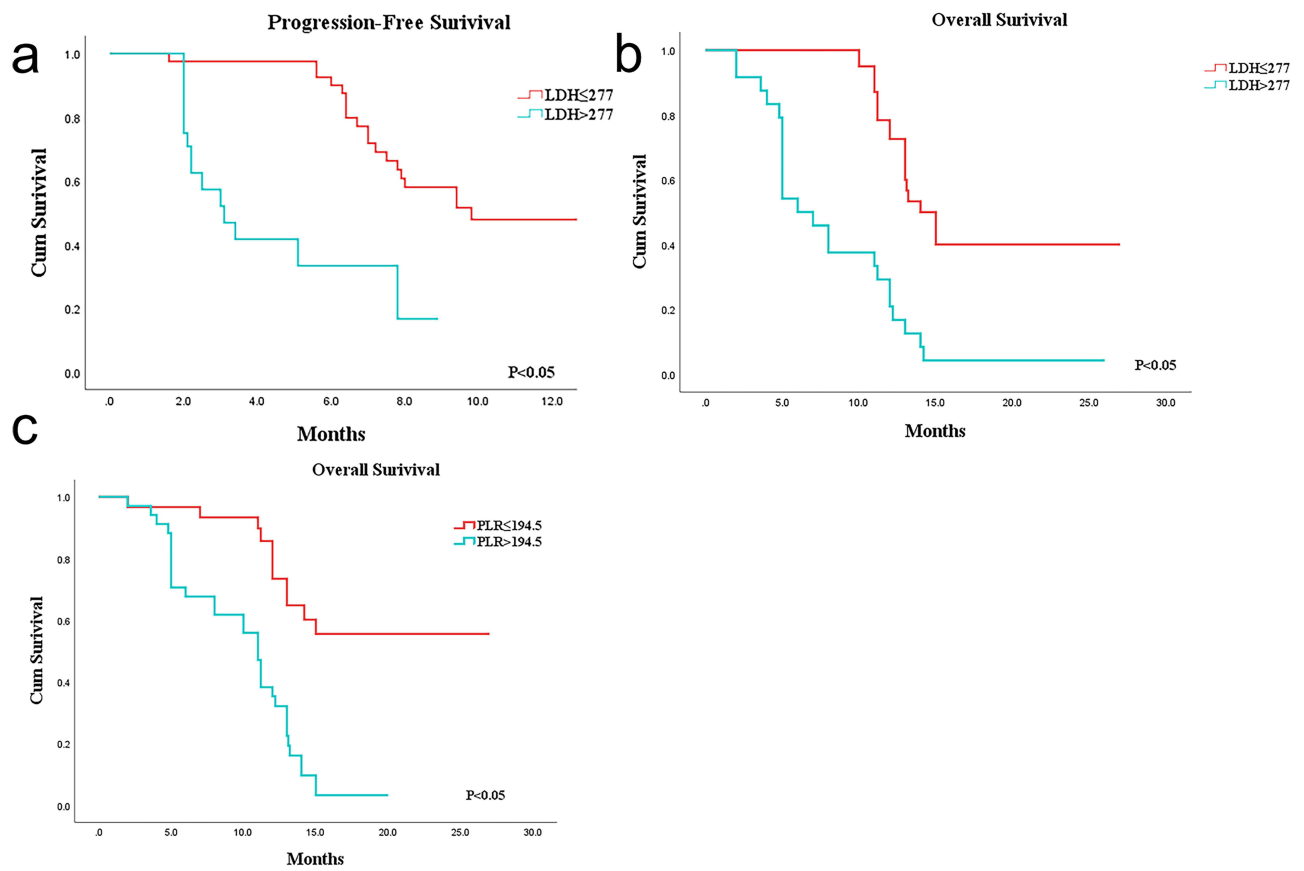 a
Progression-Free Surivival
1.0
0.8
0.6
0.4
0.2
0.0
Cum Survival
LDH≤277
LDH>277
P<0.05
.0 2.0 4.0 6.0 8.0 10.0 12.0
Months
b
Overall Surivival
1.0
0.8
0.6
0.4
0.2
0.0
Cum Survival
LDH≤277
LDH>277
P<0.05
.0 5.0 10.0 15.0 20.0 25.0 30.0
Months
c
Overall Surivival
1.0
0.8
0.6
0.4
0.2
0.0
Cum Survival
PLR≤194.5
PLR>194.5
P<0.05
.0 5.0 10.0 15.0 20.0 25.0 30.0
Months